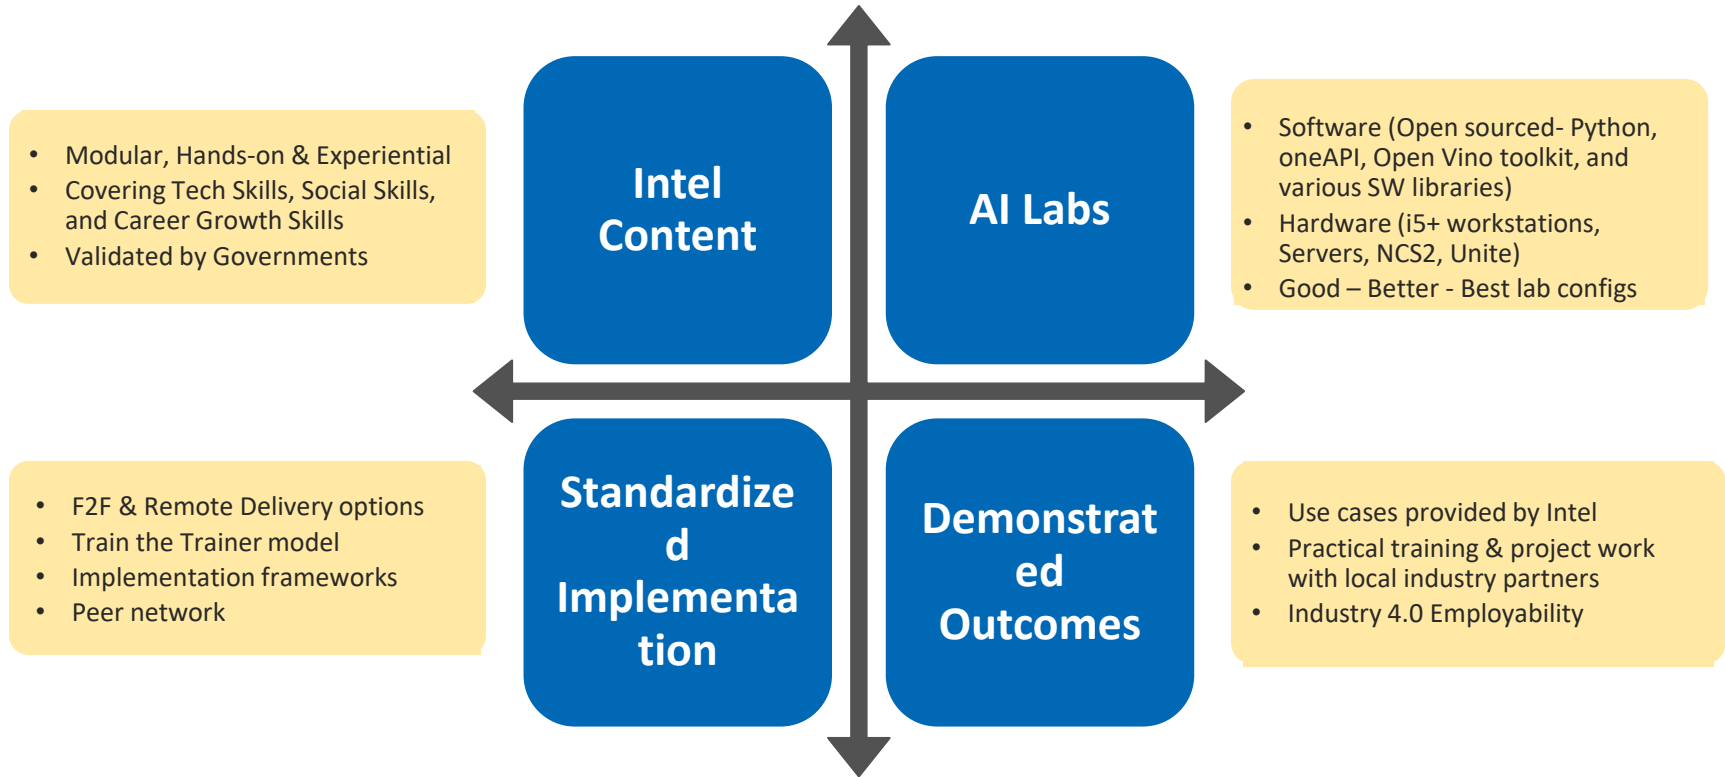 • Modular, Hands-on & Experiential
• Covering Tech Skills, Social Skills,
and Career Growth Skills
• Validated by Governments
Intel
Content
AI Labs
• Software (Open sourced- Python,
oneAPI, Open Vino toolkit, and
various SW libraries)
• Hardware (i5+ workstations,
Servers, NCS2, Unite)
• Good – Better - Best lab configs
• F2F & Remote Delivery options
• Train the Trainer model
• Implementation frameworks
• Peer network
Standardize
d
Implementa
tion
Demonstrat
ed
Outcomes
• Use cases provided by Intel
• Practical training & project work
with local industry partners
• Industry 4.0 Employability